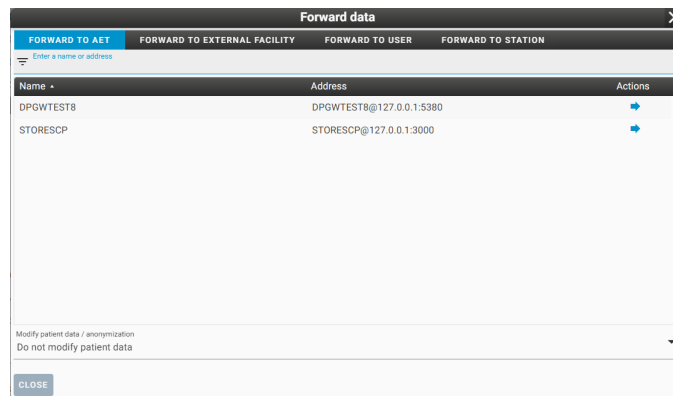 Forward data
FORWARD TO AET FORWARD TO EXTERNAL FACILITY FORWARD TO USER FORWARD TO STATION
Enter a name or address
Name Address Actions
DPGWTEST8 DPGWTEST8@127.0.0.1:5380
STORESCP STORESCP@127.0.0.1:3000
Modify patient data / anonymization
Do not modify patient data
CLOSE